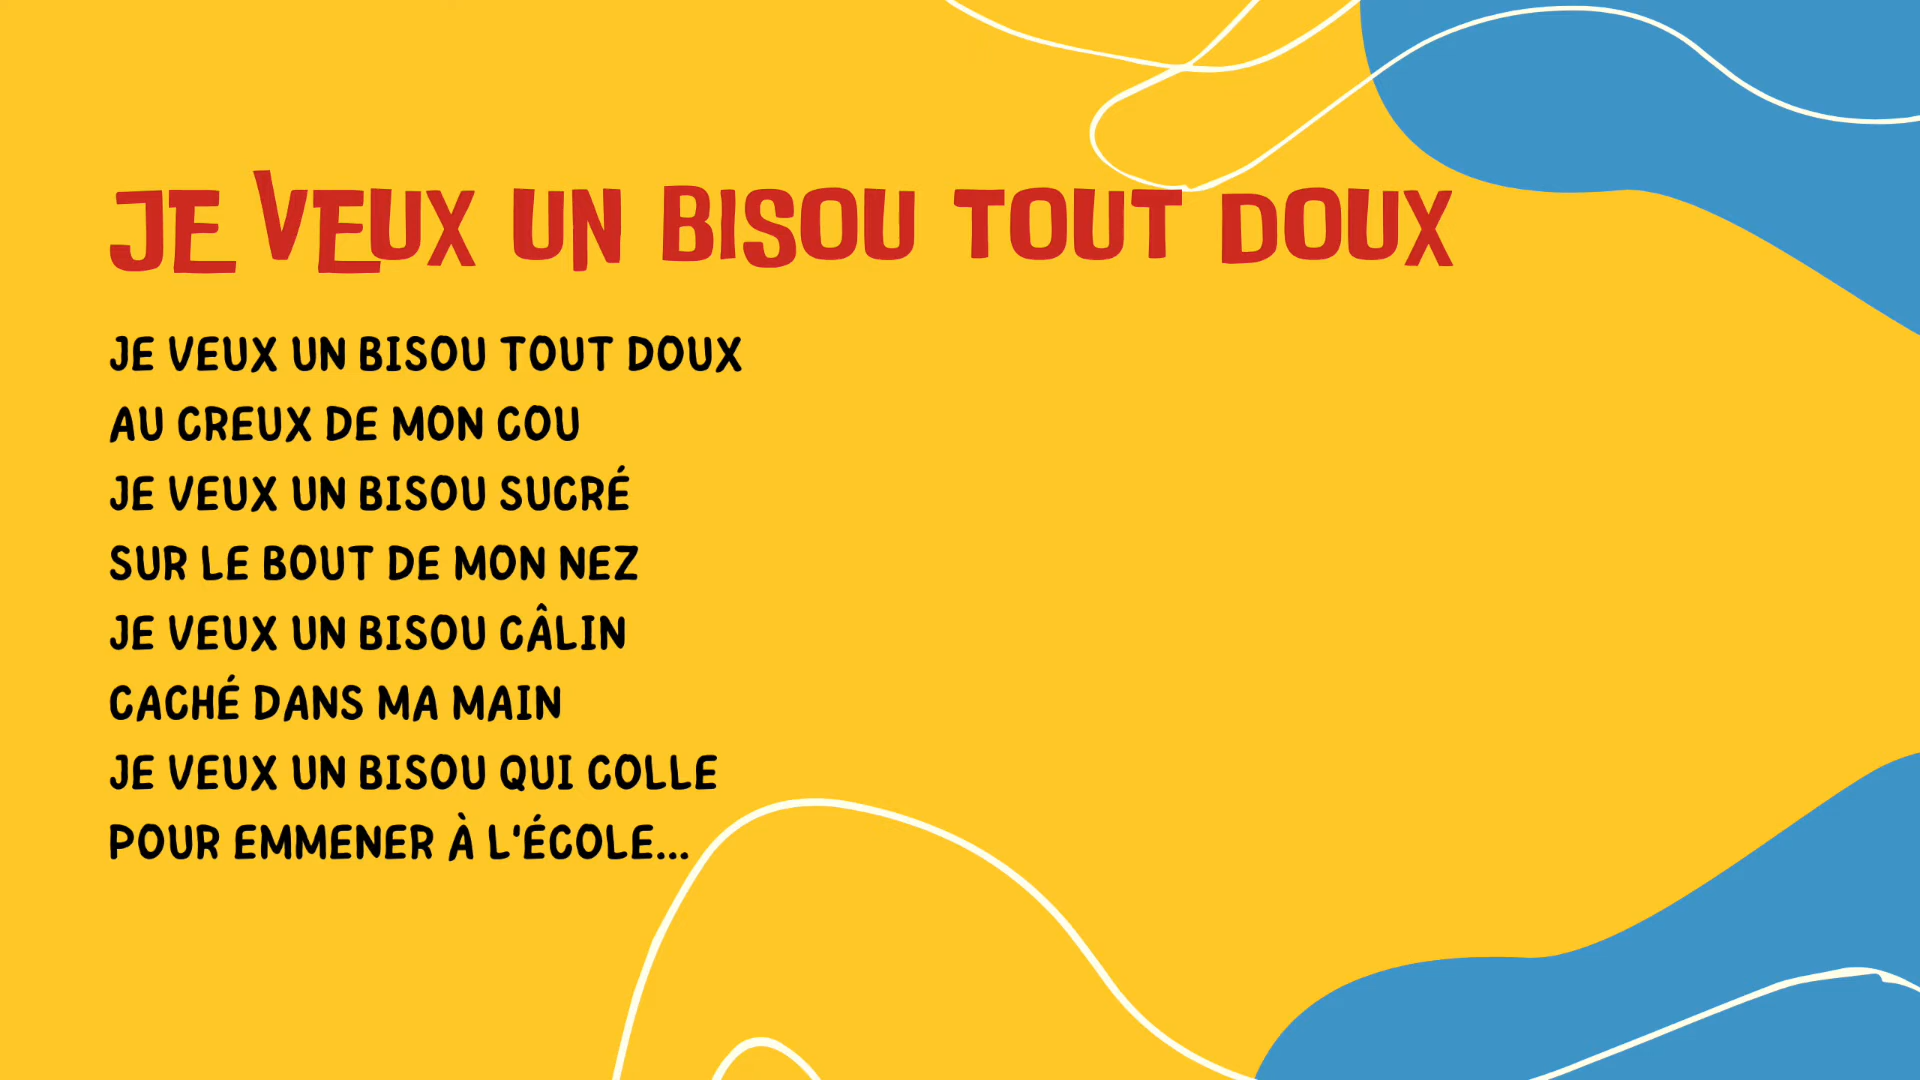 JE VEUX UN BISOU TOUT DOUX
JE VEUX UN BISOU TOUT DOUX
AU CREUX DE MON COU
JE VEUX UN BISOU SUCRÉ
SUR LE BOUT DE MON NEZ
JE VEUX UN BISOU CÂLIN
CACHÉ DANS MA MAIN
JE VEUX UN BISOU QUI COLLE
POUR EMMENER À L'ÉCOLE...